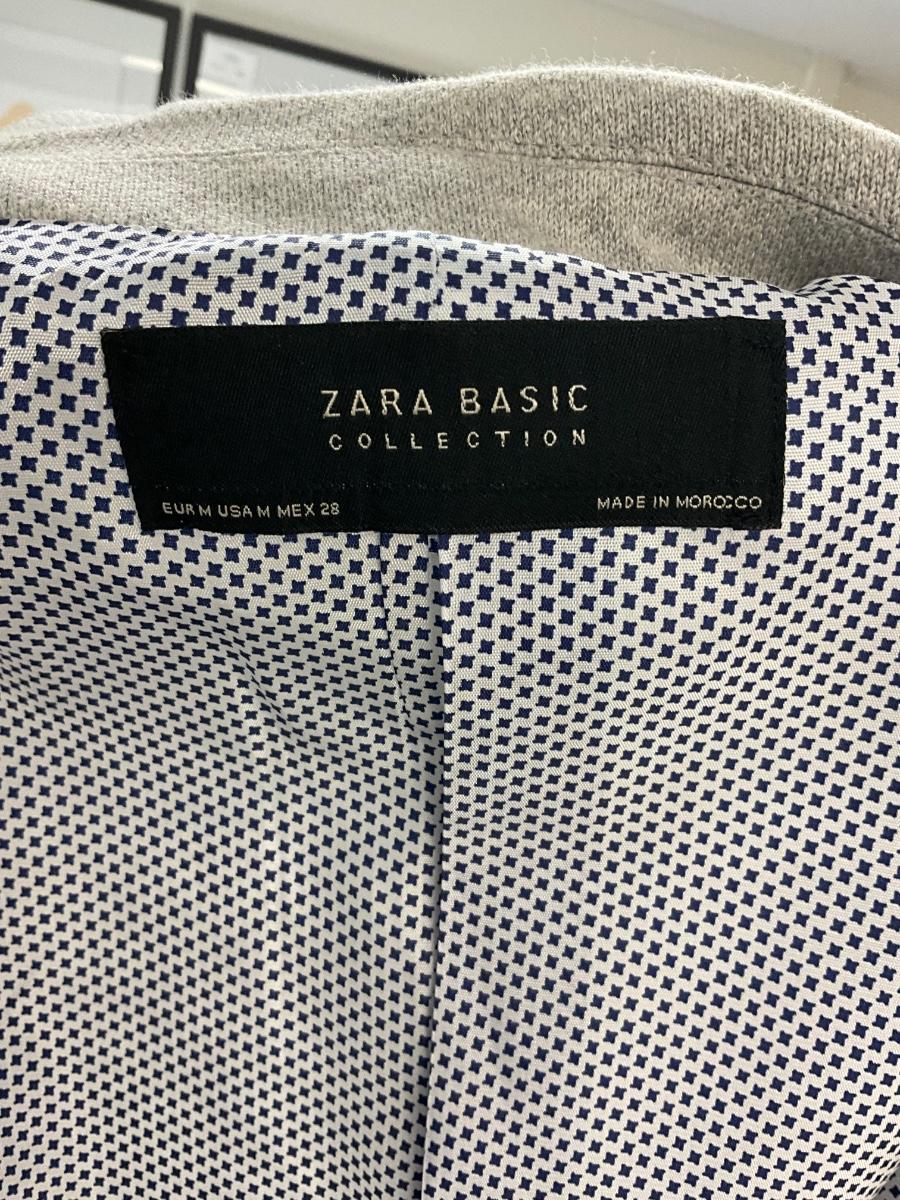 ZARA BASIC
COLLECTION
EUR M USA M MEX 28
MADE IN MOROCCO